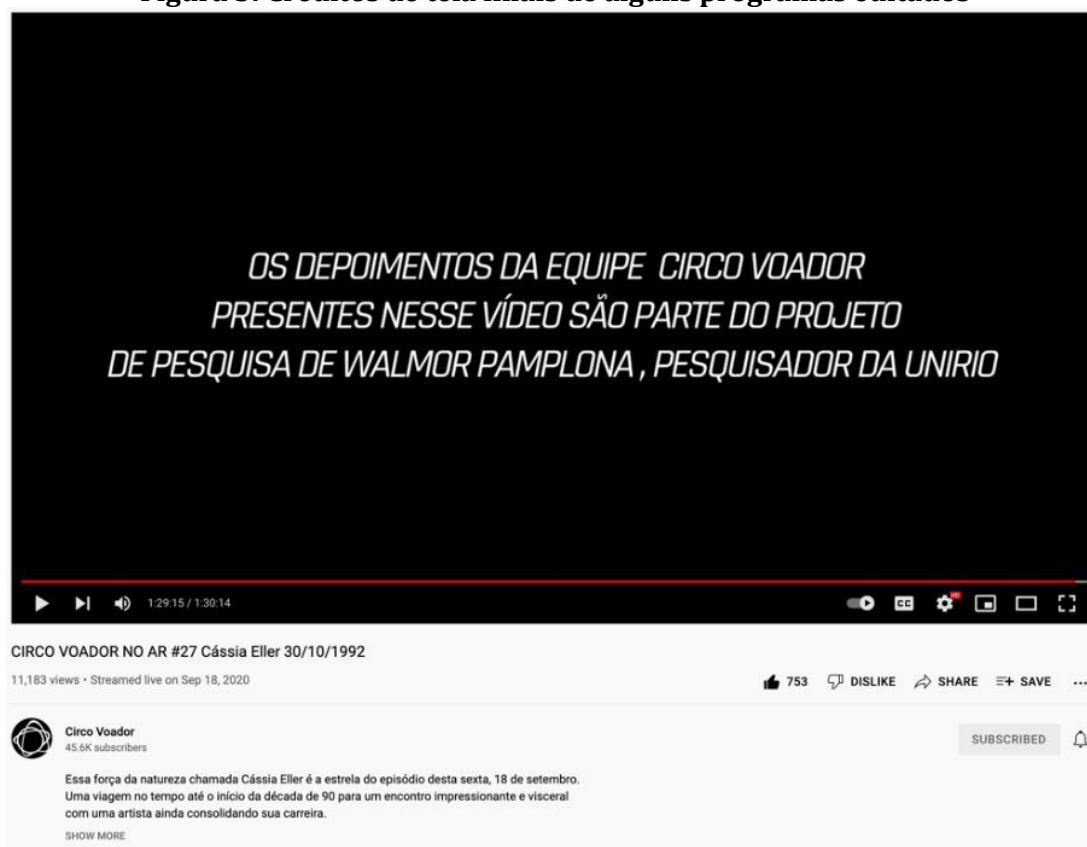 OS DEPOIMENTOS DA EQUIPE CIRCO VOADOR
PRESENTES NESSE VÍDEO SÃO PARTE DO PROJETO
DE PESQUISA DE WALMOR PAMPLONA , PESQUISADOR DA UNIRIO
1:29:15 / 1:30:14
CC
HD
CIRCO VOADOR NO AR #27 Cássia Eller 30/10/1992
11,183 views • Streamed live on Sep 18, 2020
753 DISLIKE SHARE SAVE ...
Circo Voador
45.6K subscribers
SUBSCRIBED
Essa força da natureza chamada Cássia Eller é a estrela do episódio desta sexta, 18 de setembro.
Uma viagem no tempo até o início da década de 90 para um encontro impressionante e visceral
com uma artista ainda consolidando sua carreira.
SHOW MORE